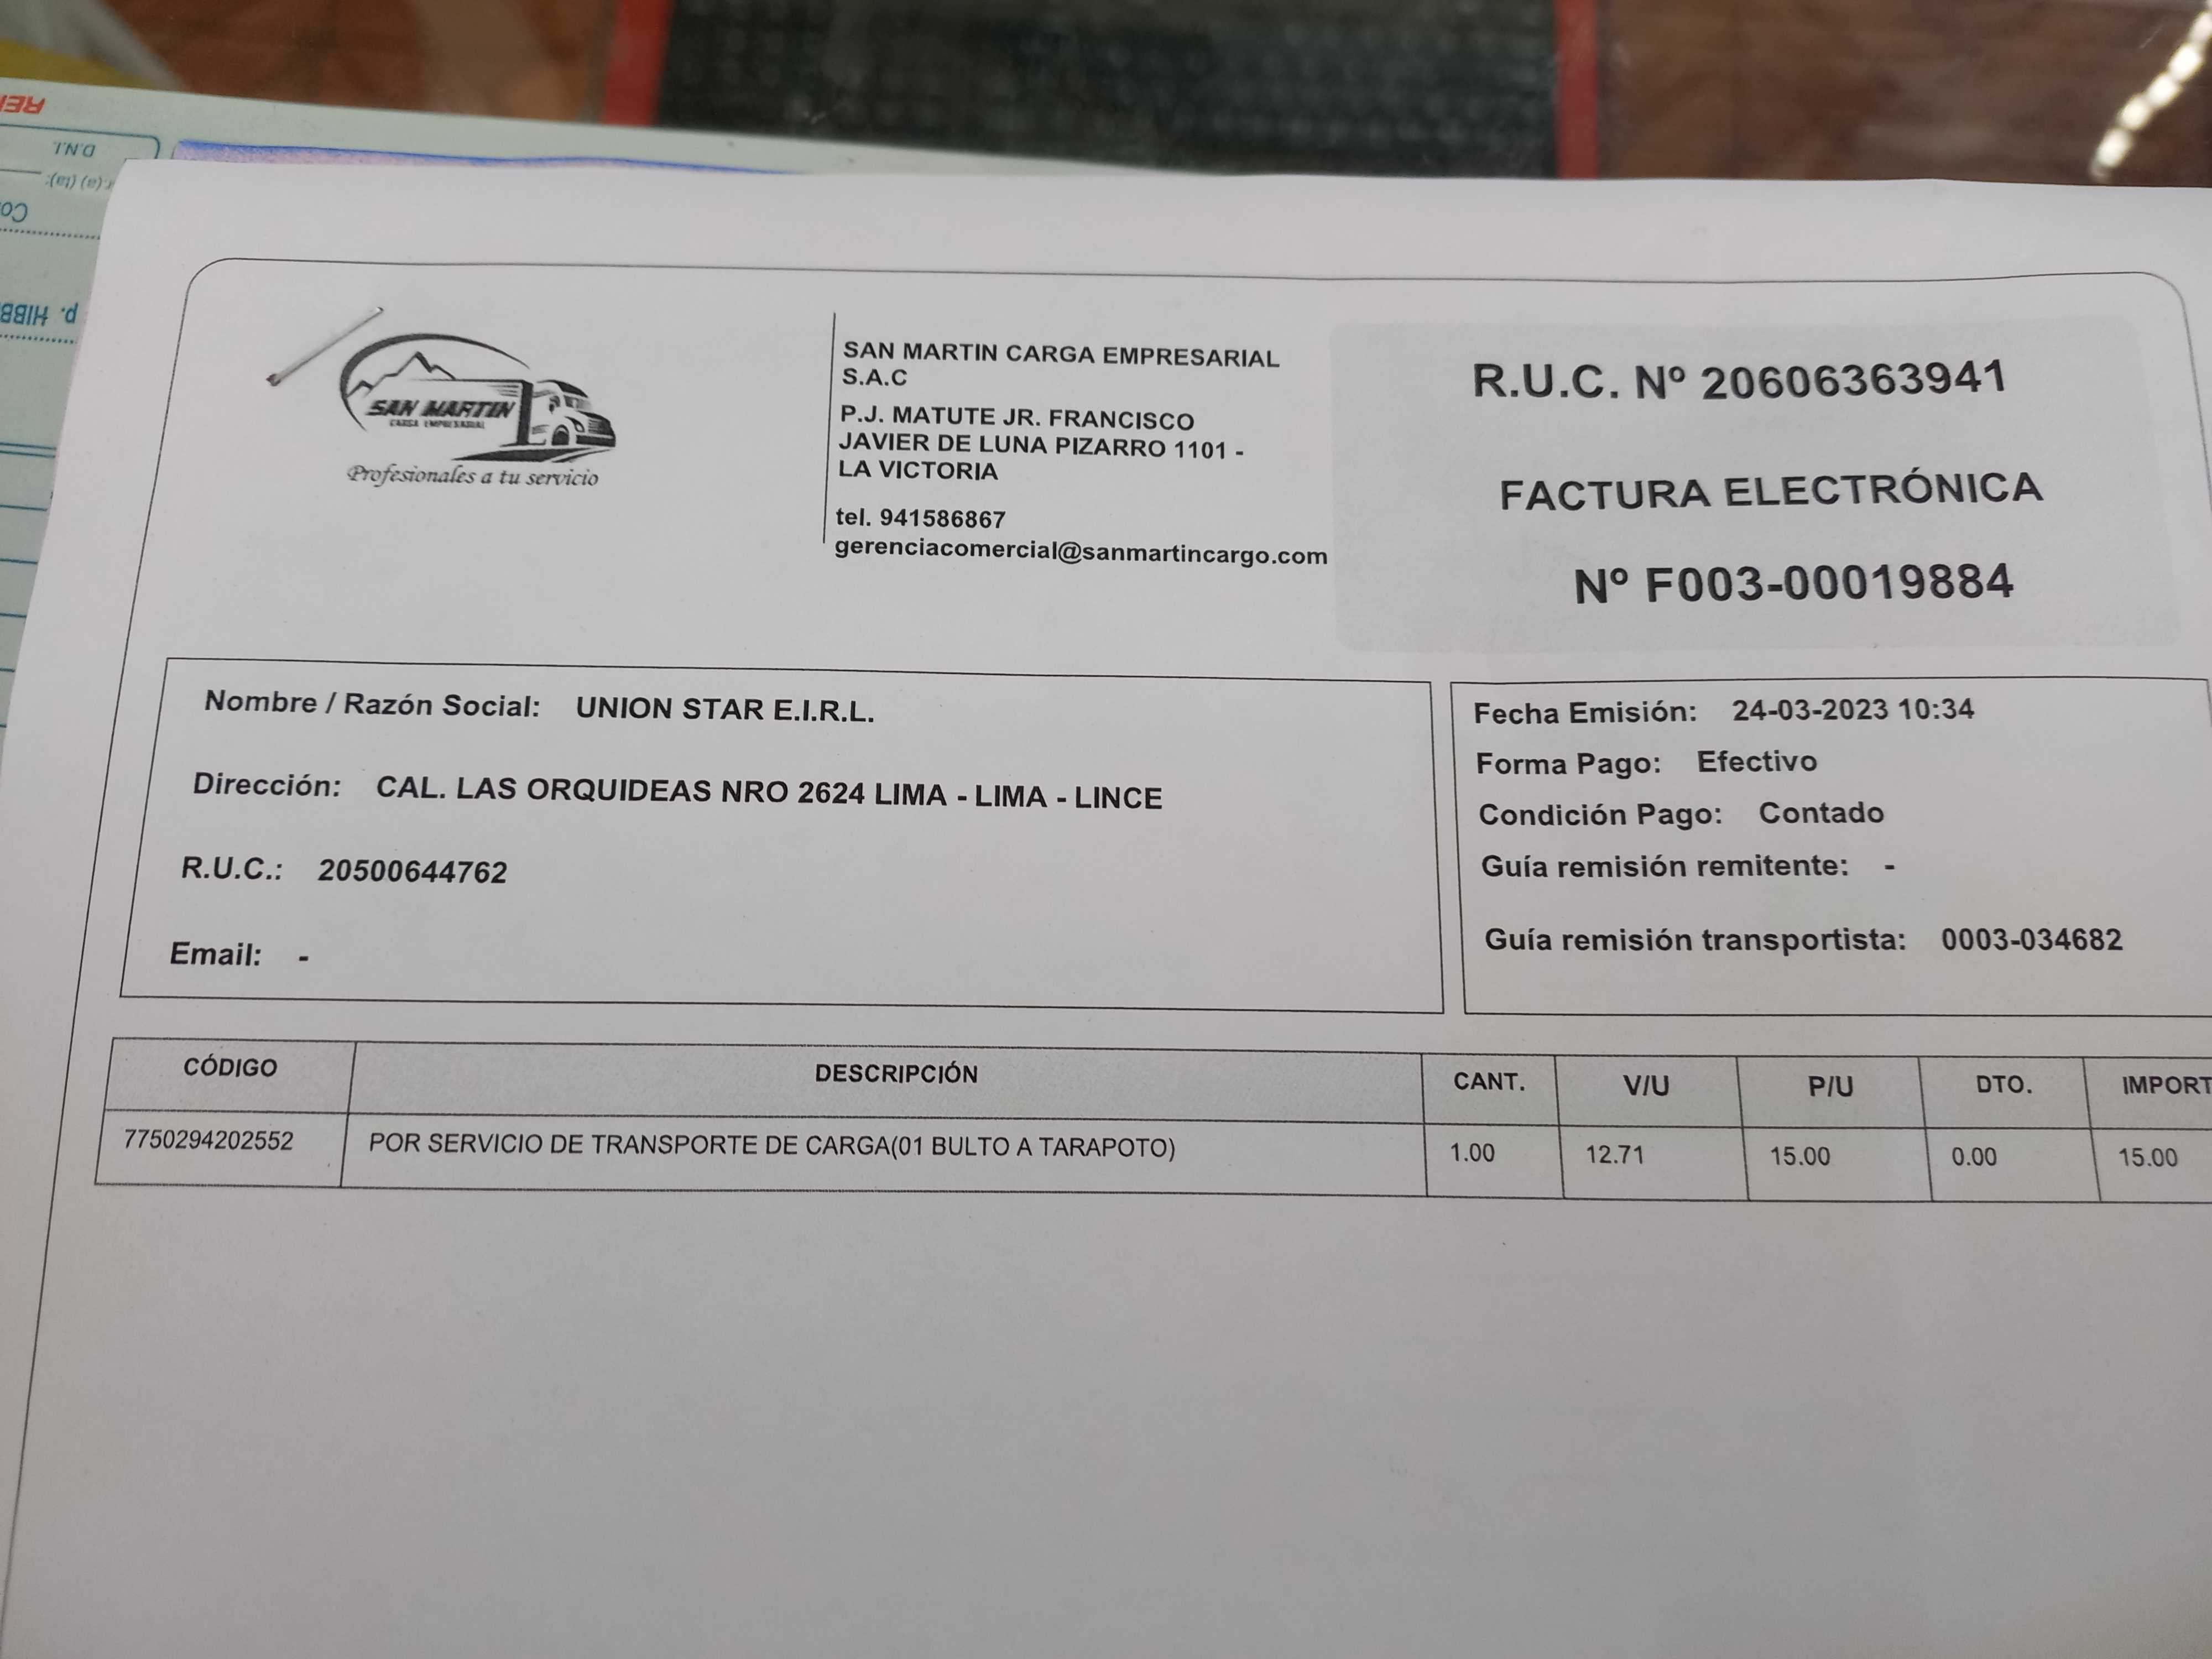 REM
D.N.I.
r.(a) (ta):
p. HIBB
SAN MARTIN
CARGA EMPRESARIAL
Profesionales a tu servicio
SAN MARTIN CARGA EMPRESARIAL
S.A.C
P.J. MATUTE JR. FRANCISCO
JAVIER DE LUNA PIZARRO 1101 -
LA VICTORIA
tel. 941586867
gerenciacomercial@sanmartincargo.com
R.U.C. Nº 20606363941
FACTURA ELECTRÓNICA
Nº F003-00019884
Nombre / Razón Social: UNION STAR E.I.R.L.
Dirección: CAL. LAS ORQUIDEAS NRO 2624 LIMA - LIMA - LINCE
R.U.C.: 20500644762
Email: -
Fecha Emisión: 24-03-2023 10:34
Forma Pago: Efectivo
Condición Pago: Contado
Guía remisión remitente: -
Guía remisión transportista: 0003-034682
CÓDIGO DESCRIPCIÓN CANT. V/U P/U DTO. IMPORT
7750294202552 POR SERVICIO DE TRANSPORTE DE CARGA(01 BULTO A TARAPOTO) 1.00 12.71 15.00 0.00 15.00